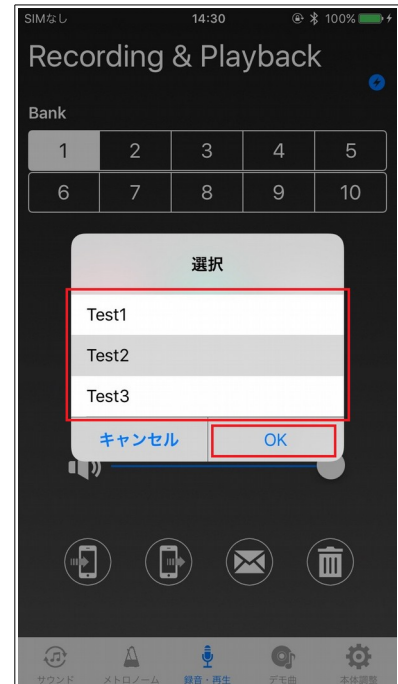 SIMなし 14:30 100%
Recording & Playback
Bank
1 2 3 4 5
6 7 8 9 10
選択
Test1
Test2
Test3
キャンセル OK
サウンド メトロノーム 録音・再生 デモ曲 本体調整